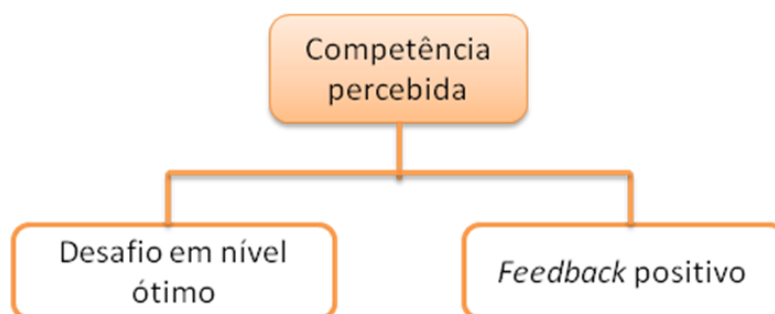 Competência
percebida
Desafio em nível
ótimo
Feedback positivo